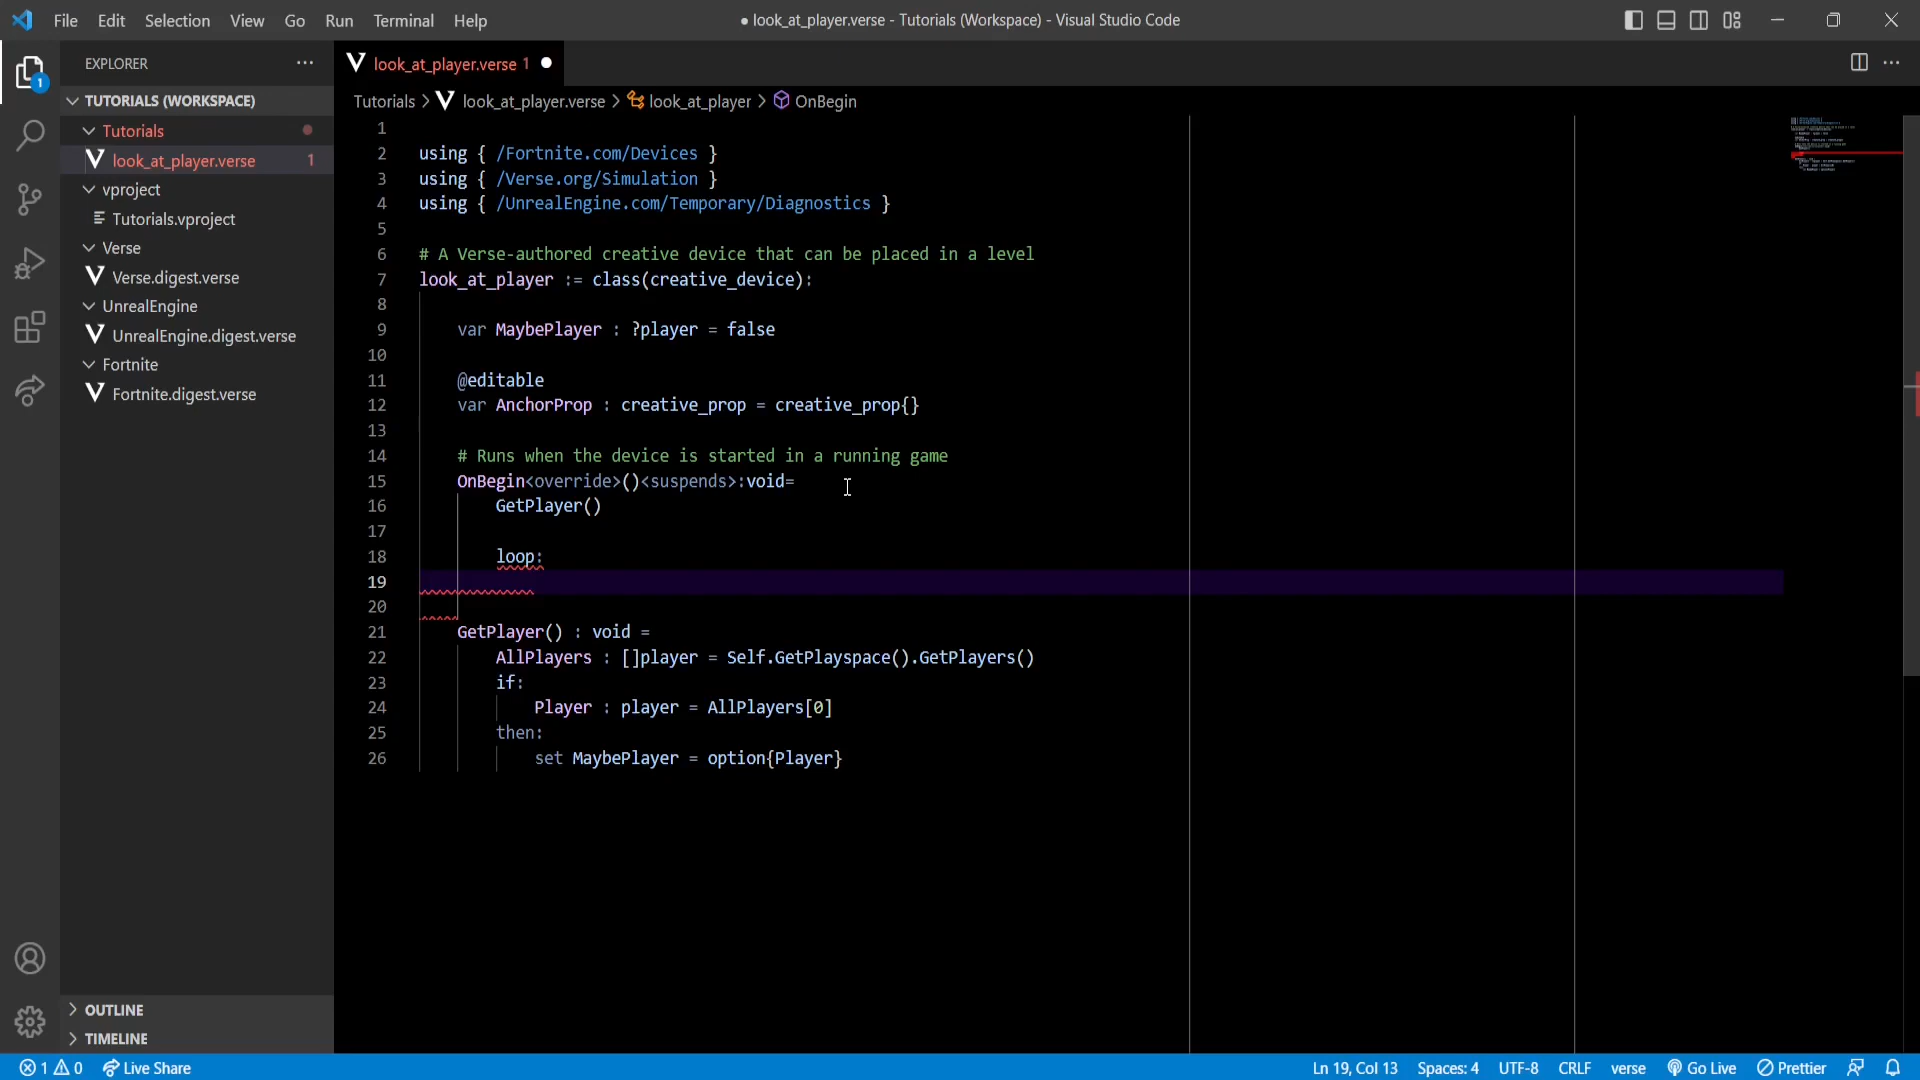 File Edit Selection View Go Run Terminal Help
● look_at_player.verse - Tutorials (Workspace) - Visual Studio Code
EXPLORER
TUTORIALS (WORKSPACE)
Tutorials
look_at_player.verse 1
vproject
Tutorials.vproject
Verse
Verse.digest.verse
UnrealEngine
UnrealEngine.digest.verse
Fortnite
Fortnite.digest.verse
OUTLINE
TIMELINE
1
look_at_player.verse 1
Tutorials > look_at_player.verse > look_at_player > OnBegin
1
2 using { /Fortnite.com/Devices }
3 using { /Verse.org/Simulation }
4 using { /UnrealEngine.com/Temporary/Diagnostics }
5
6 # A Verse-authored creative device that can be placed in a level
7 look_at_player := class(creative_device):
8
9 var MaybePlayer : ?player = false
10
11 @editable
12 var AnchorProp : creative_prop = creative_prop{}
13
14 # Runs when the device is started in a running game
15 OnBegin<override>()<suspends>:void=
16 GetPlayer()
17
18 loop:
19
20
21 GetPlayer() : void =
22 AllPlayers : []player = Self.GetPlayspace().GetPlayers()
23 if:
24 Player : player = AllPlayers[0]
25 then:
26 set MaybePlayer = option{Player}
1 0 Live Share
Ln 19, Col 13 Spaces: 4 UTF-8 CRLF verse Go Live Prettier